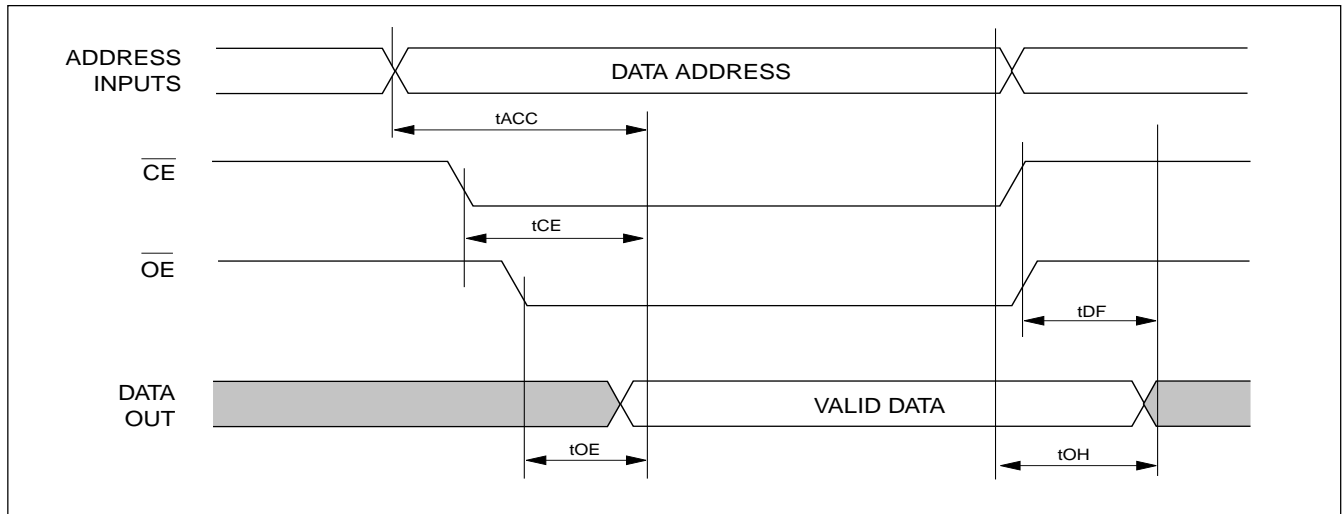 ADDRESS
INPUTS
DATA ADDRESS
tACC
CE
tCE
OE
tDF
DATA
OUT
VALID DATA
tOE
tOH